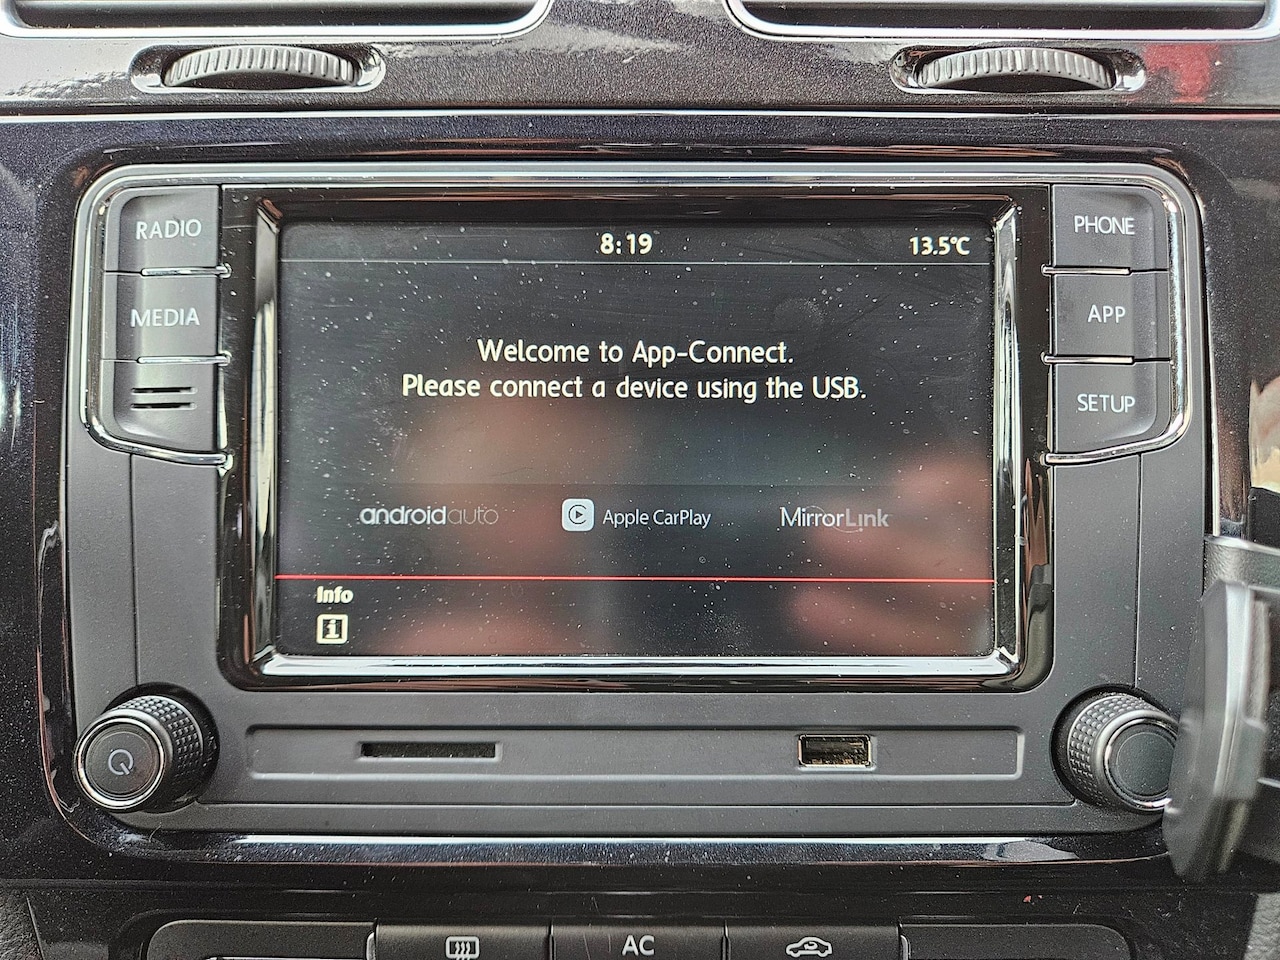 RADIO
MEDIA
PHONE
APP
SETUP
8:19
13.5°C
Welcome to App-Connect.
Please connect a device using the USB.
androidauto
Apple CarPlay
MirrorLink
Info
i
AC